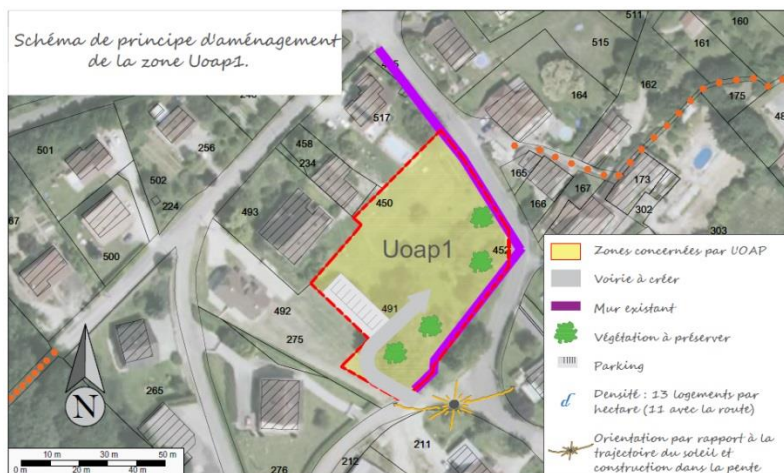 Schéma de principe d'aménagement
de la zone Uoap1.
511
160
515
161
517
164
162
175
501
256
458
234
165
167
173
502
224
493
450
166
302
303
500
Uoap1
452
492
491
275
265
276
212
211
N
10 m
10 m
20 m
30 m
40 m
50 m
Zones concernées par l'UOAP
Voirie à créer
Mur existant
Végétation à préserver
Parking
d
Densité : 13 logements par
hectare (11 avec la route)
Orientation par rapport à la
trajectoire du soleil et
construction dans la pente